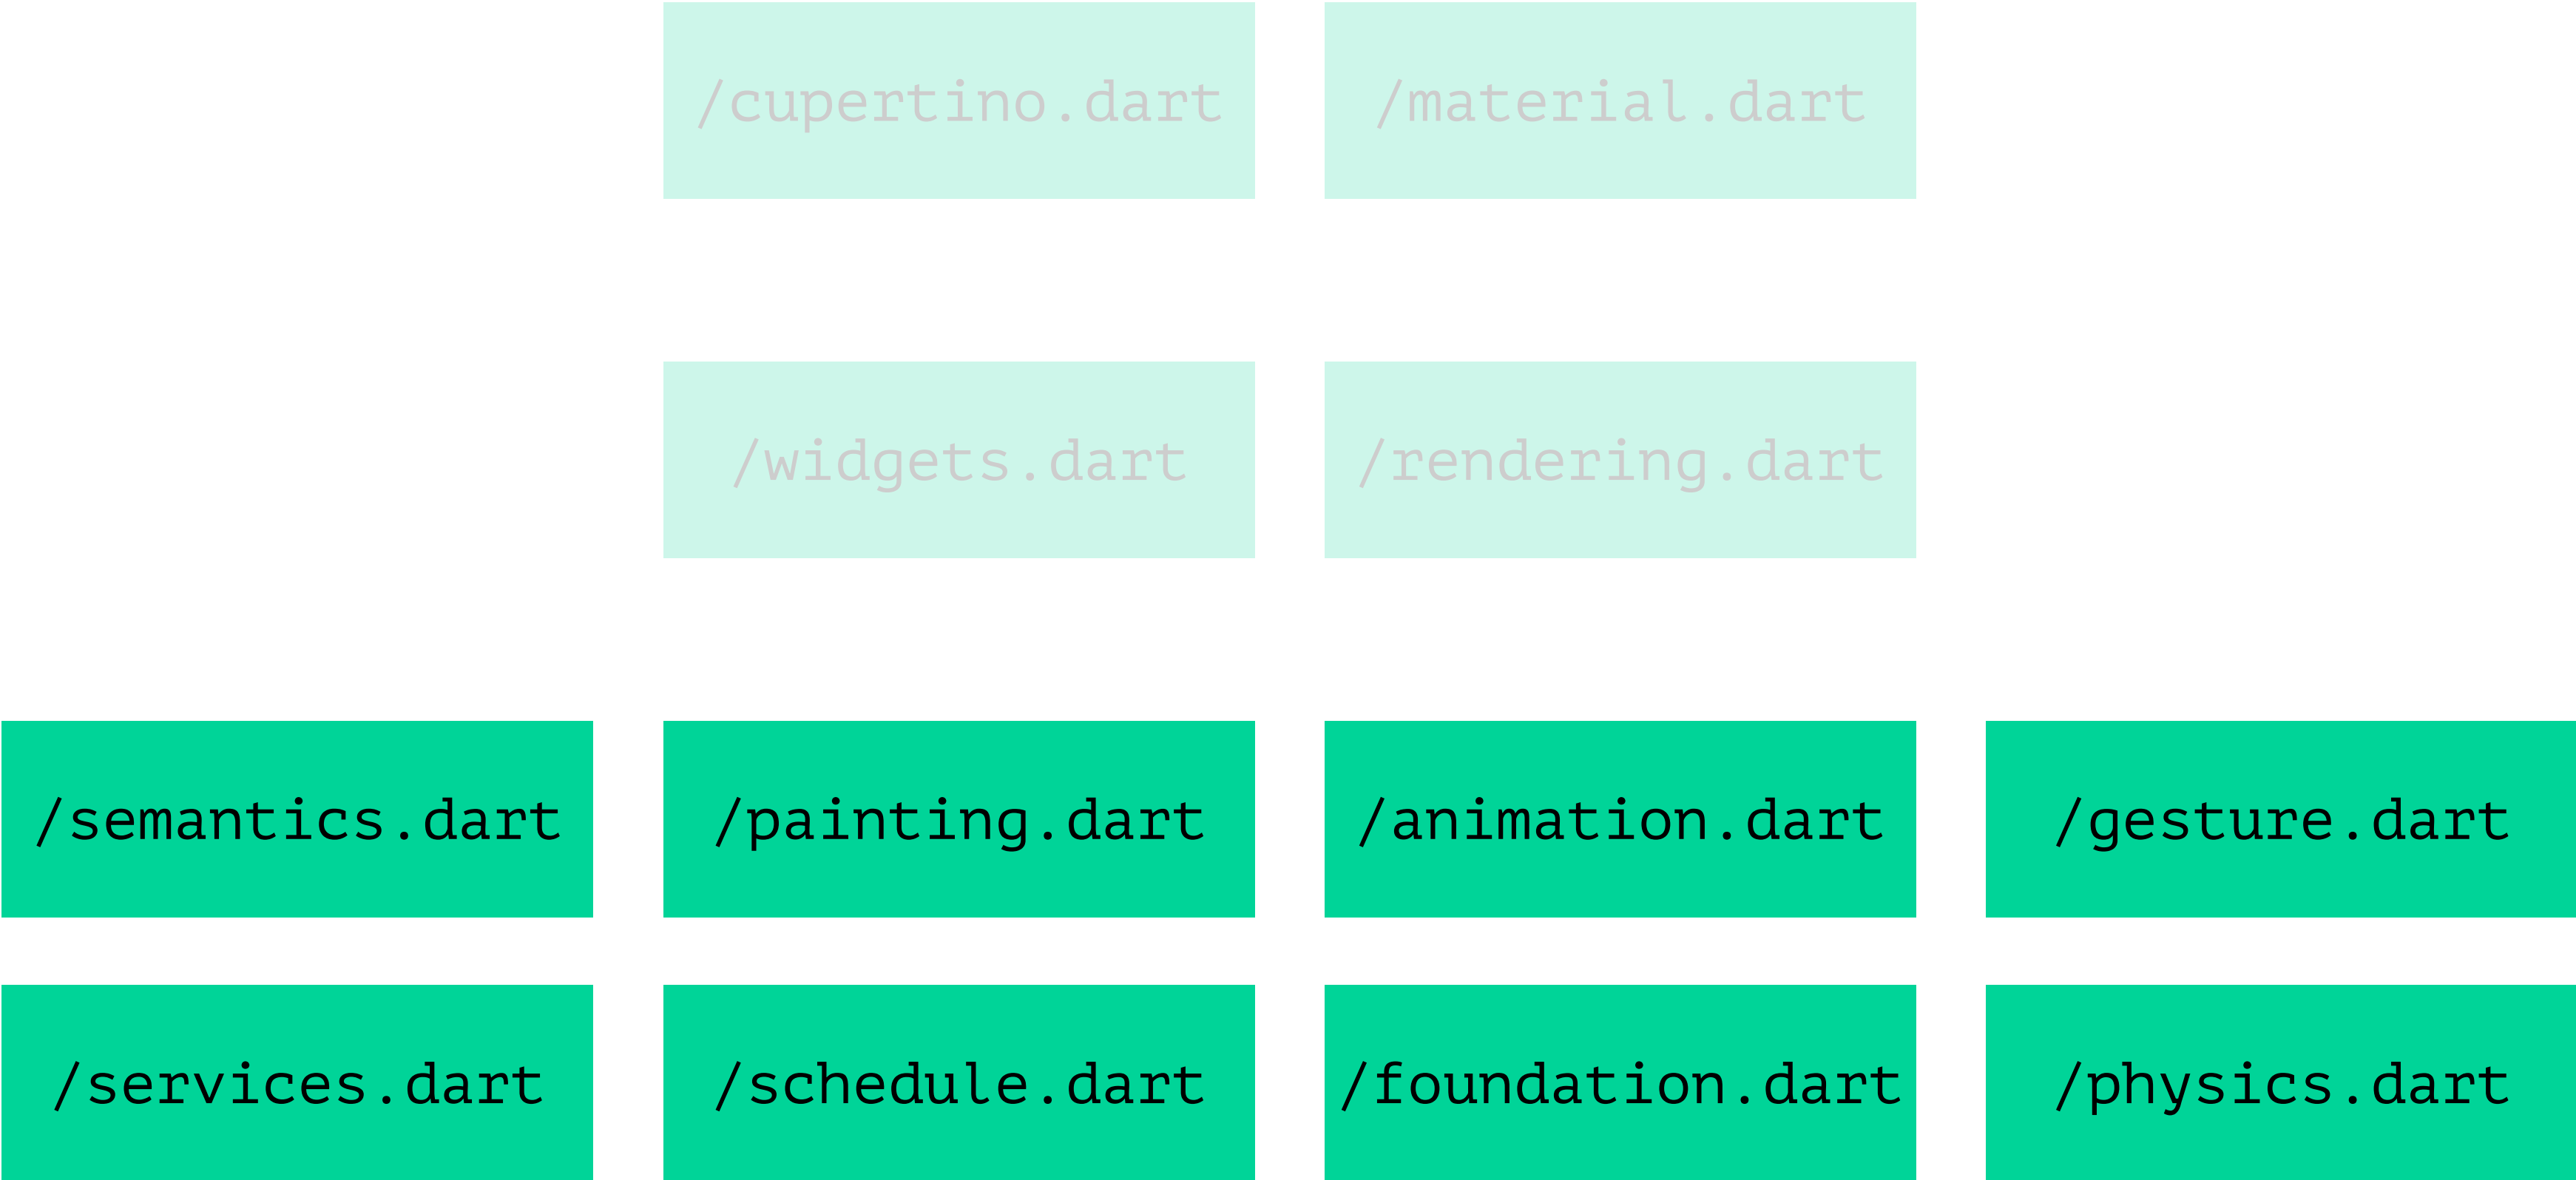 /cupertino.dart /material.dart
/widgets.dart /rendering.dart
/semantics.dart /painting.dart /animation.dart /gesture.dart
/services.dart /schedule.dart /foundation.dart /physics.dart